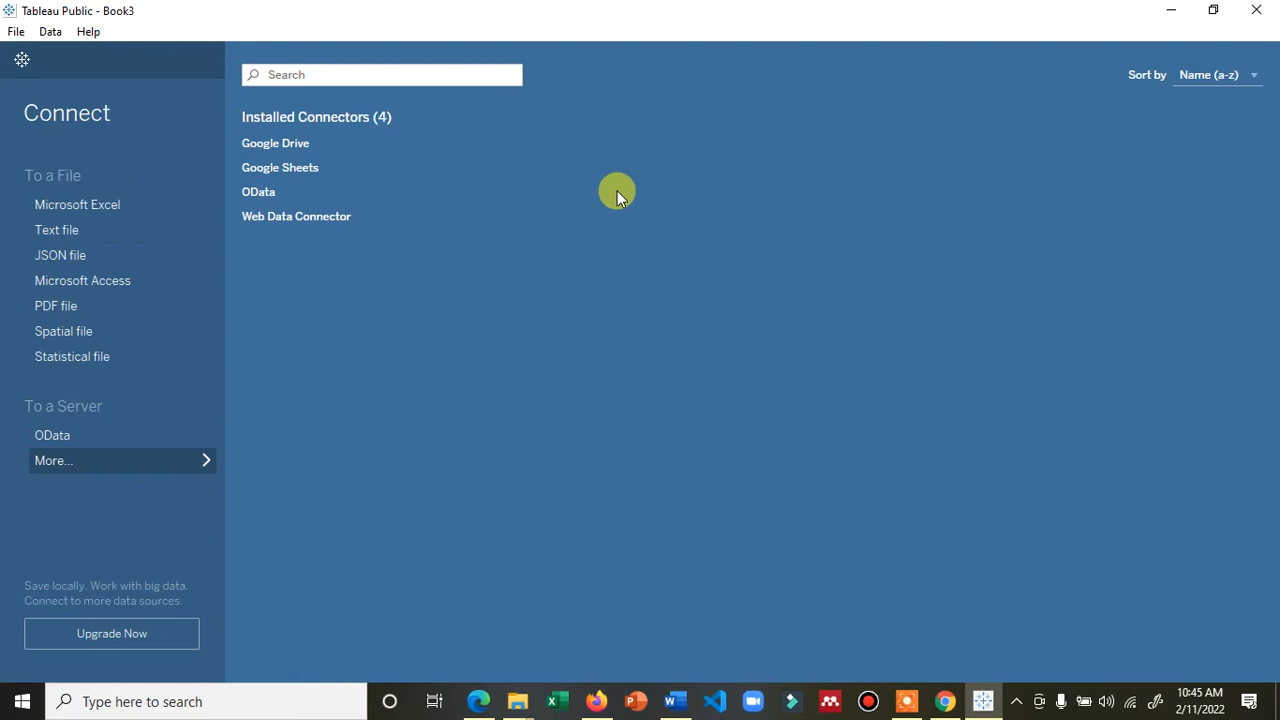 Tableau Public - Book3
File Data Help
Search
Sort by Name (a-z)
Connect
Installed Connectors (4)
Google Drive
Google Sheets
OData
Web Data Connector
To a File
Microsoft Excel
Text file
JSON file
Microsoft Access
PDF file
Spatial file
Statistical file
To a Server
OData
More...
Save locally. Work with big data.
Connect to more data sources.
Upgrade Now
Type here to search
10:45 AM
2/11/2022